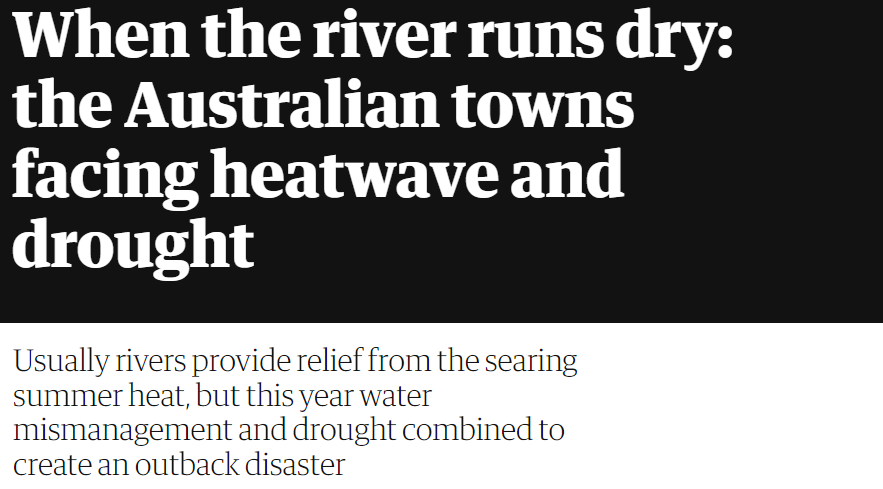 When the river runs dry:
the Australian towns
facing heatwave and
drought
Usually rivers provide relief from the searing
summer heat, but this year water
mismanagement and drought combined to
create an outback disaster